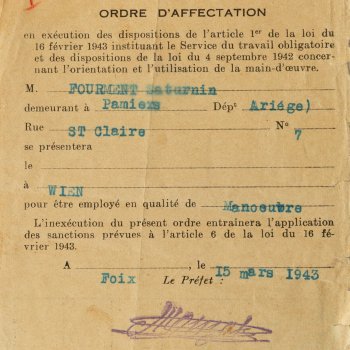 ORDRE D'AFFECTATION
en exécution des dispositions de l'article 1er de la loi du
16 février 1943 instituant le Service du travail obligatoire
et des dispositions de la loi du 4 septembre 1942 concer-
nant l'orientation et l'utilisation de la main-d'œuvre.
M. FOURMENT Saturnin
demeurant à Pamiers Dépt Ariége)
Rue ST Claire N° 7
se présentera
le
à WIEN
pour être employé en qualité de Manoeuvre
L'inexécution du présent ordre entraînera l'application
des sanctions prévues à l'article 6 de la loi du 16 fé-
vrier 1943.
A Foix, le 15 mars 1943
Le Préfet :